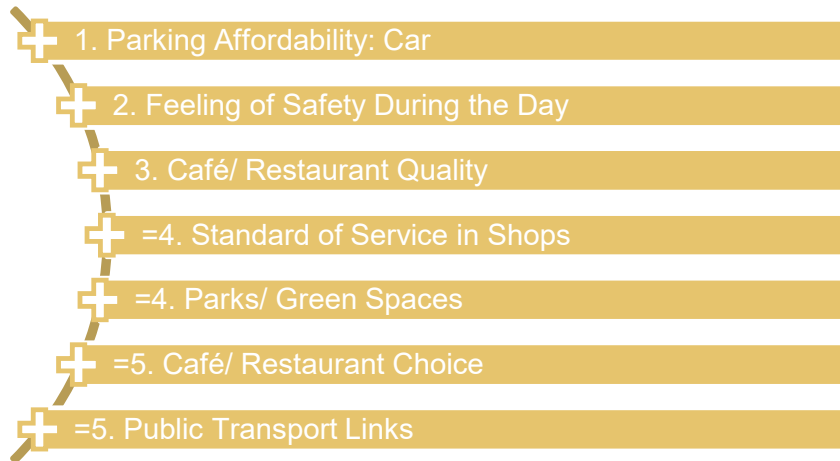 1. Parking Affordability: Car
2. Feeling of Safety During the Day
3. Café/ Restaurant Quality
=4. Standard of Service in Shops
=4. Parks/ Green Spaces
=5. Café/ Restaurant Choice
=5. Public Transport Links